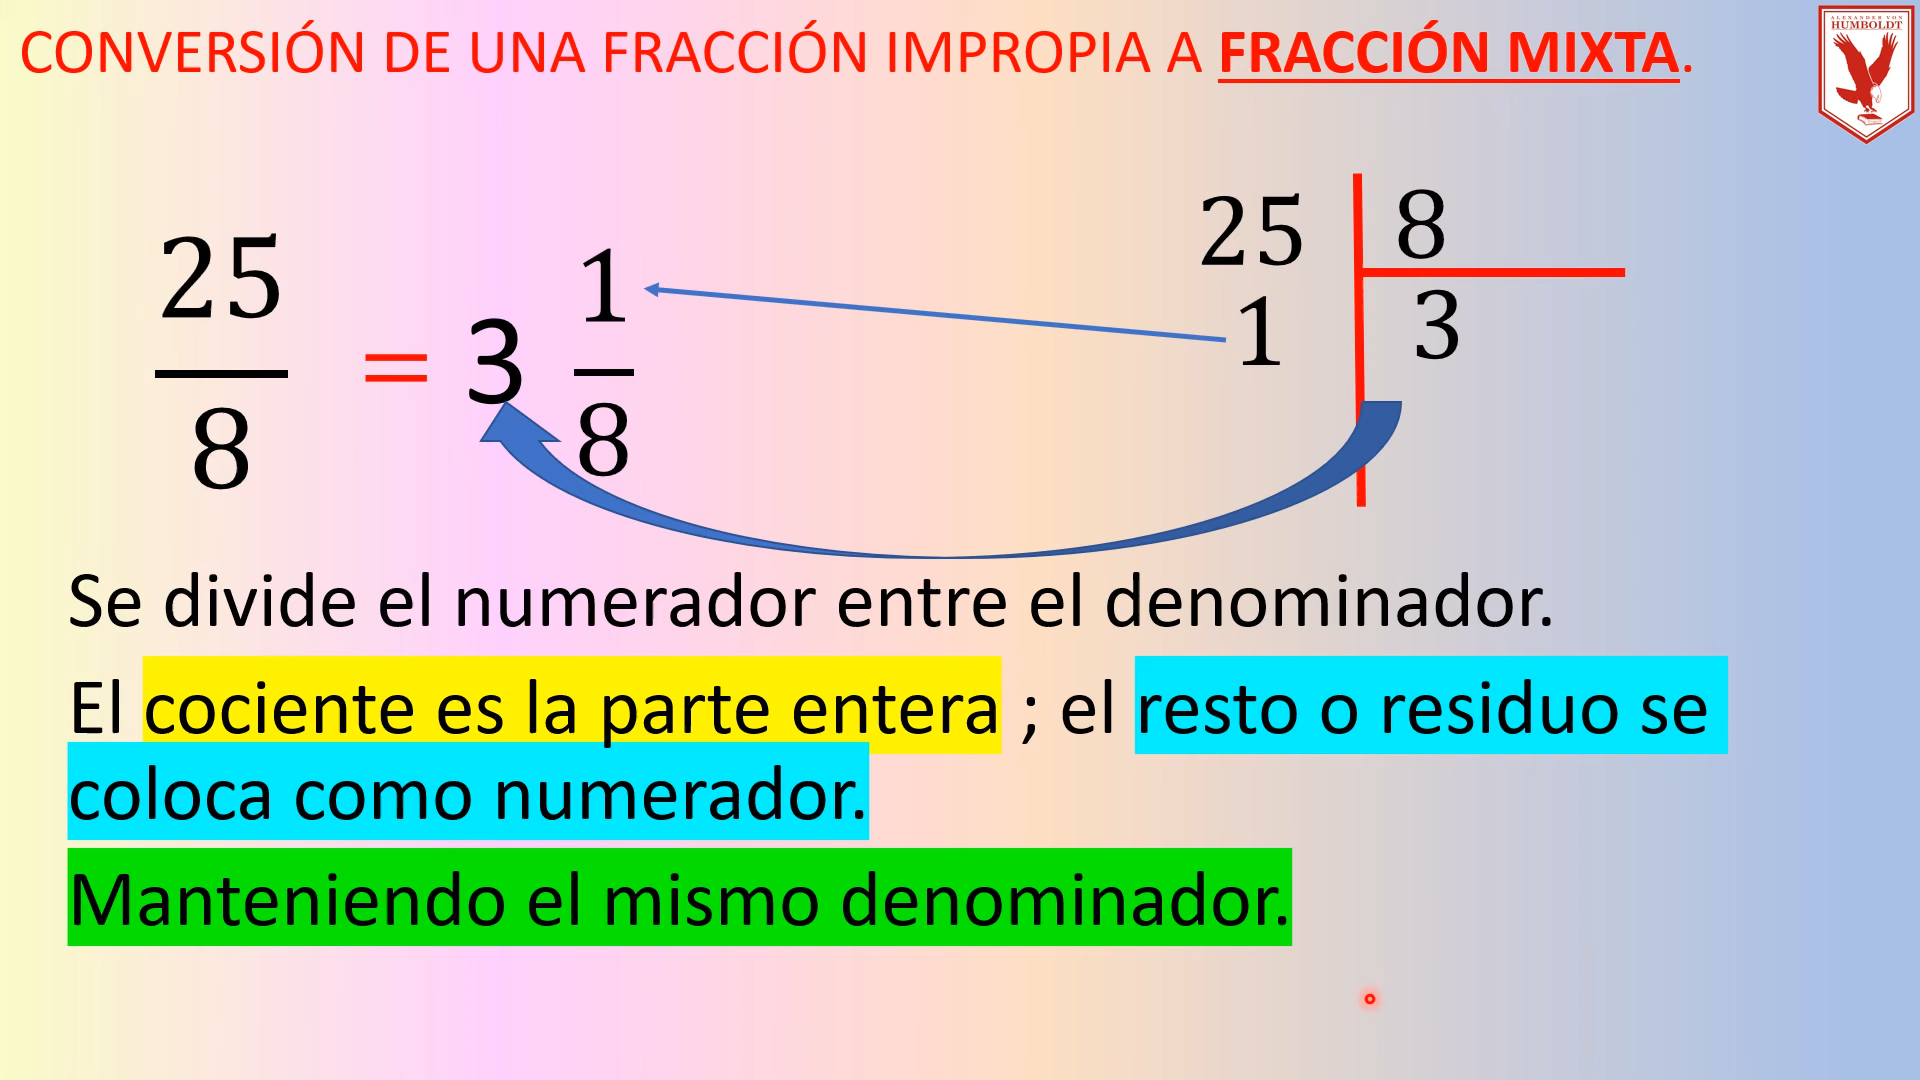 CONVERSIÓN DE UNA FRACCIÓN IMPROPIA A FRACCIÓN MIXTA.
ALEXANDER VON
HUMBOLDT
25
8
= 3
1
8
25 8
1 3
Se divide el numerador entre el denominador.
El cociente es la parte entera ; el resto o residuo se
coloca como numerador.
Manteniendo el mismo denominador.